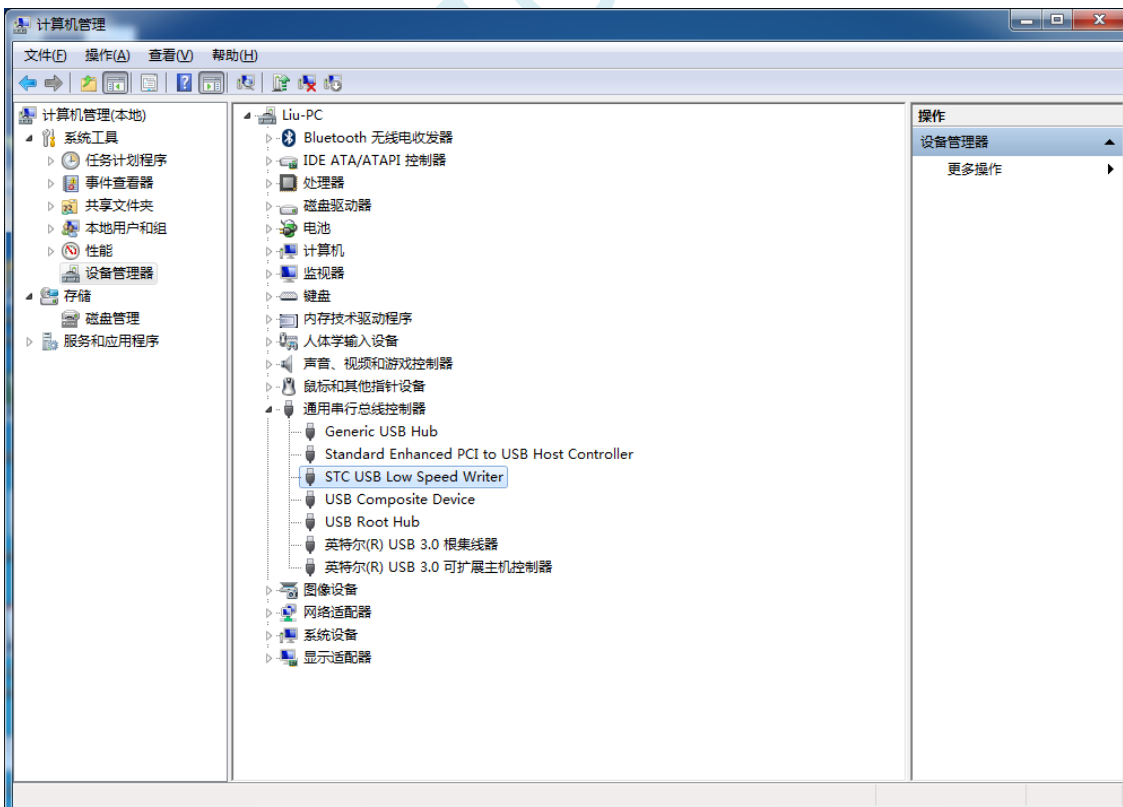 计算机管理
文件(F) 操作(A) 查看(V) 帮助(H)
计算机管理(本地)
系统工具
任务计划程序
事件查看器
共享文件夹
本地用户和组
性能
设备管理器
存储
磁盘管理
服务和应用程序
Liu-PC
Bluetooth 无线电收发器
IDE ATA/ATAPI 控制器
处理器
磁盘驱动器
电池
计算机
监视器
键盘
内存技术驱动程序
人体学输入设备
声音、视频和游戏控制器
鼠标和其他指针设备
通用串行总线控制器
Generic USB Hub
Standard Enhanced PCI to USB Host Controller
STC USB Low Speed Writer
USB Composite Device
USB Root Hub
英特尔(R) USB 3.0 根集线器
英特尔(R) USB 3.0 可扩展主机控制器
图像设备
网络适配器
系统设备
显示适配器
操作
设备管理器
更多操作